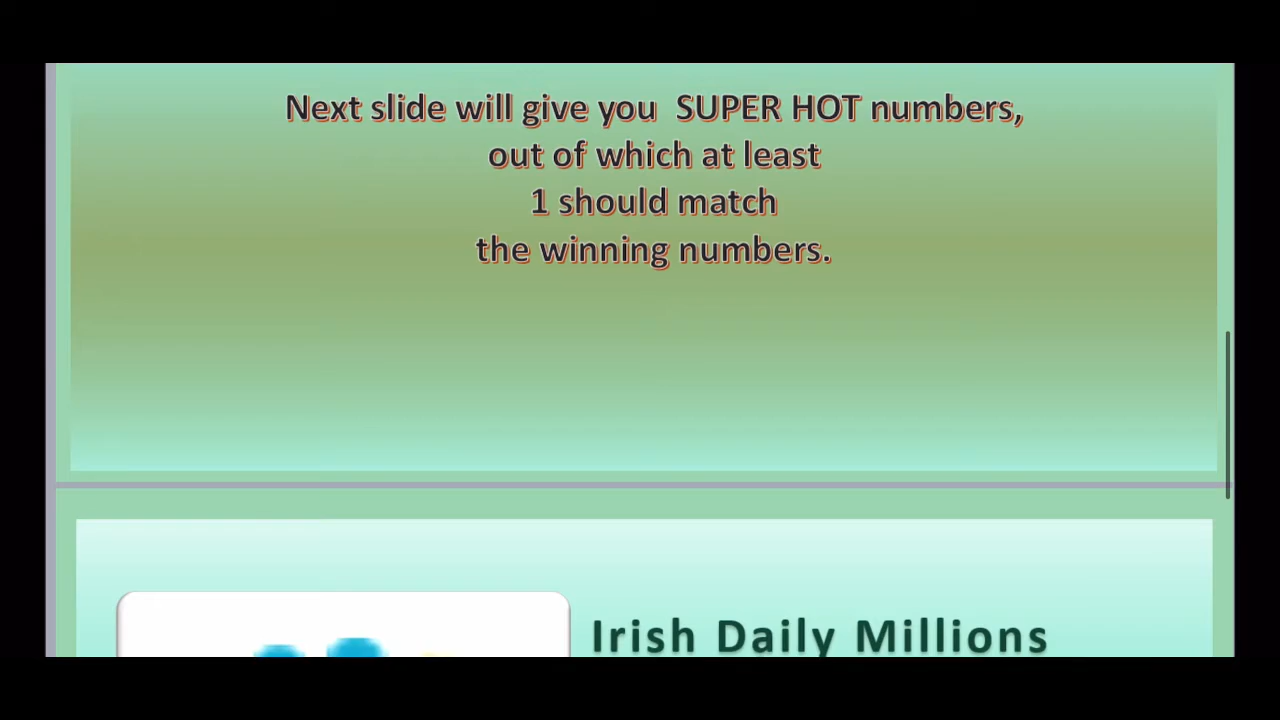 Next slide will give you SUPER HOT numbers,
out of which at least
1 should match
the winning numbers.
Irish Daily Millions